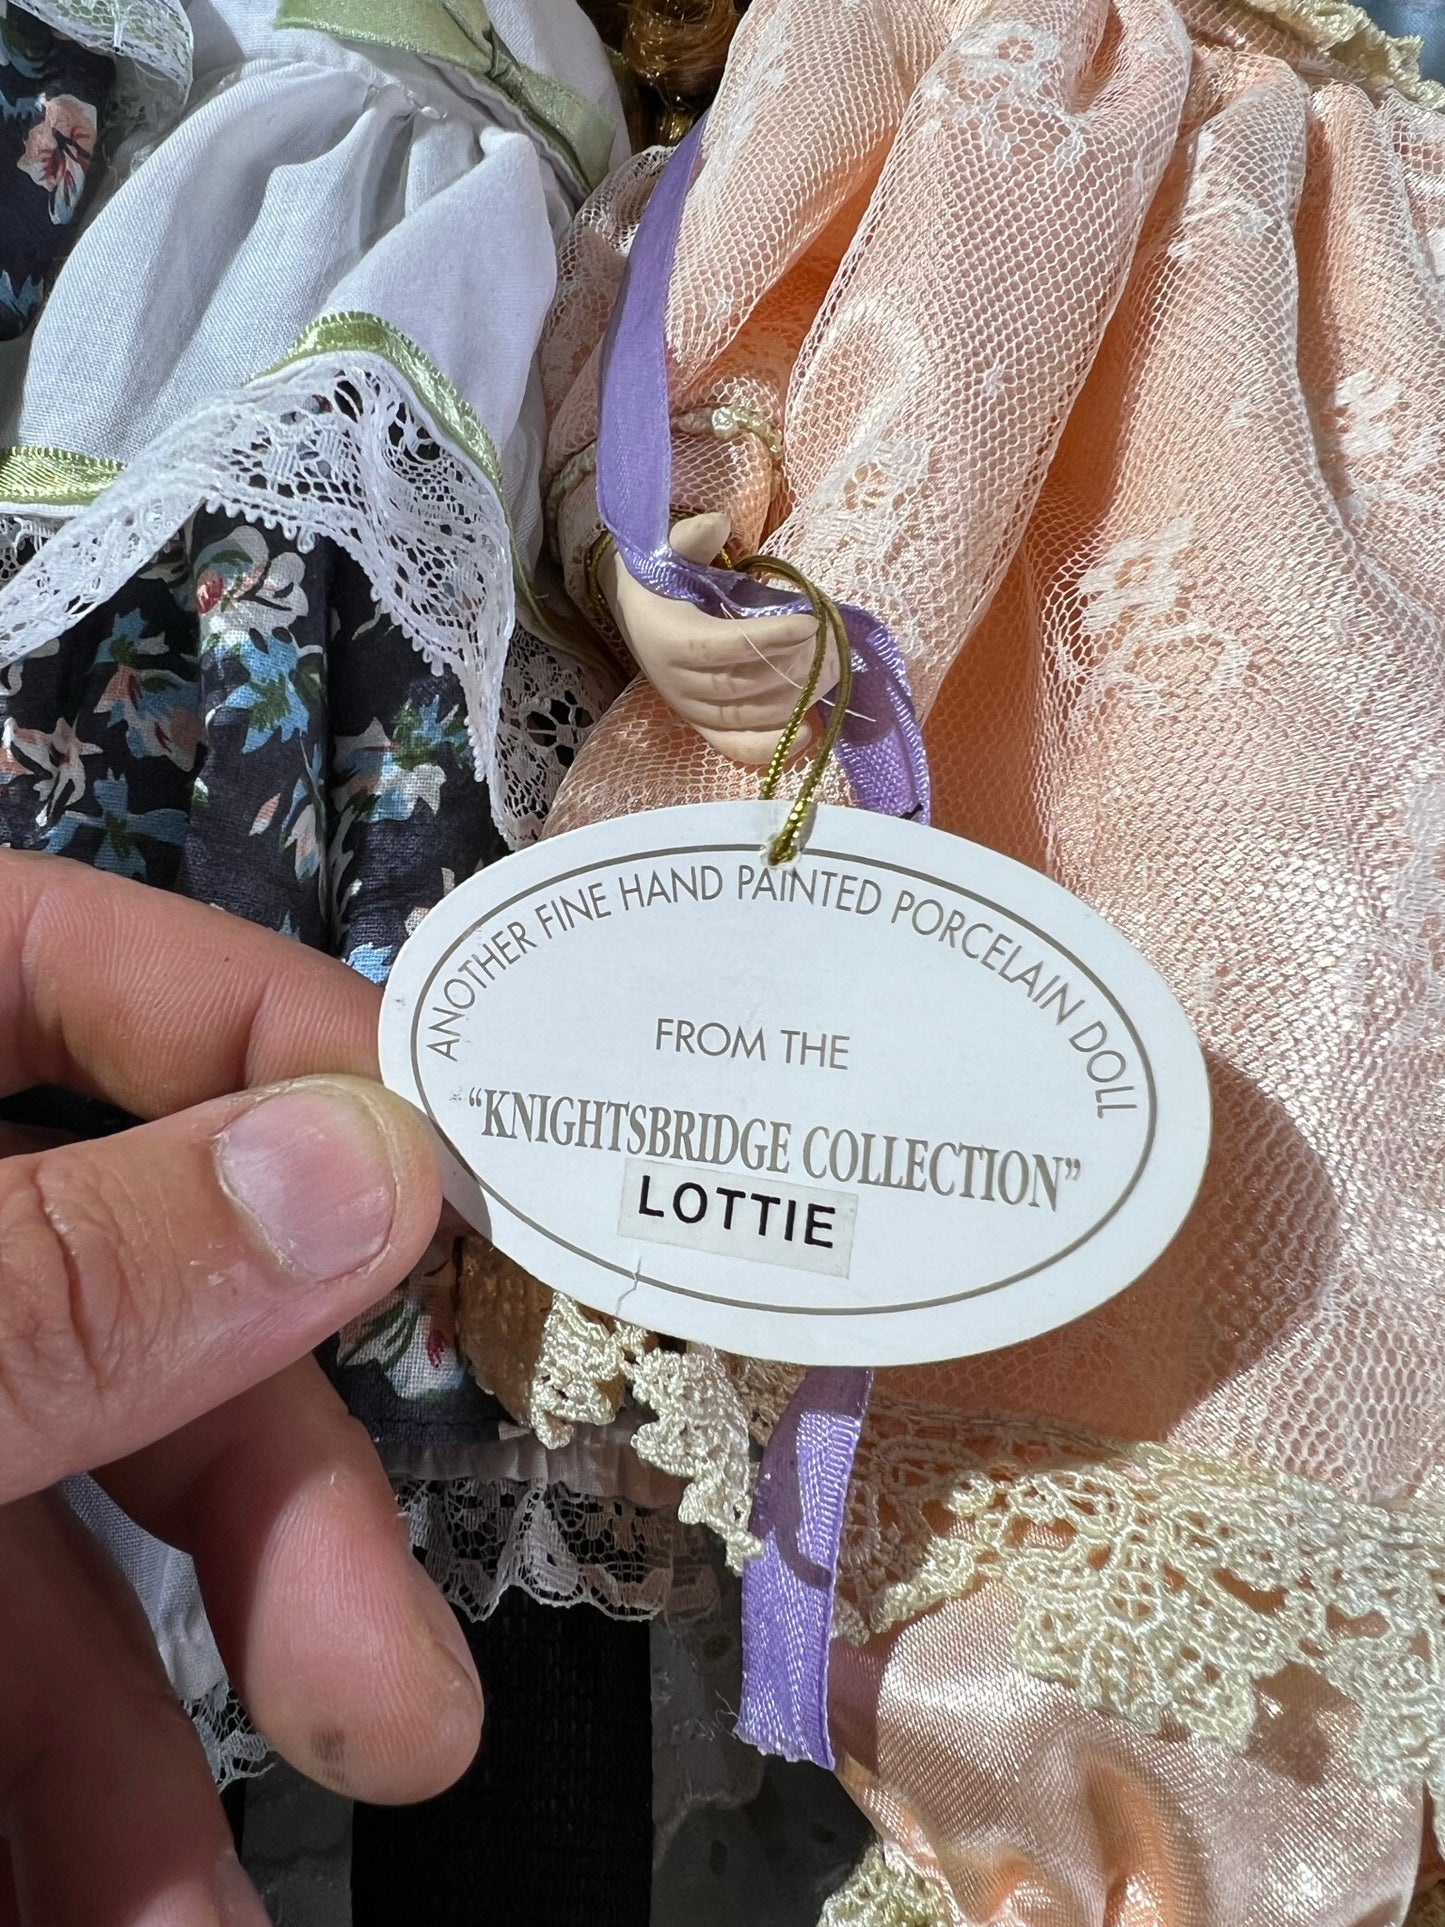 ANOTHER FINE HAND PAINTED PORCELAIN DOLL
FROM THE
“KNIGHTSBRIDGE COLLECTION”
LOTTIE